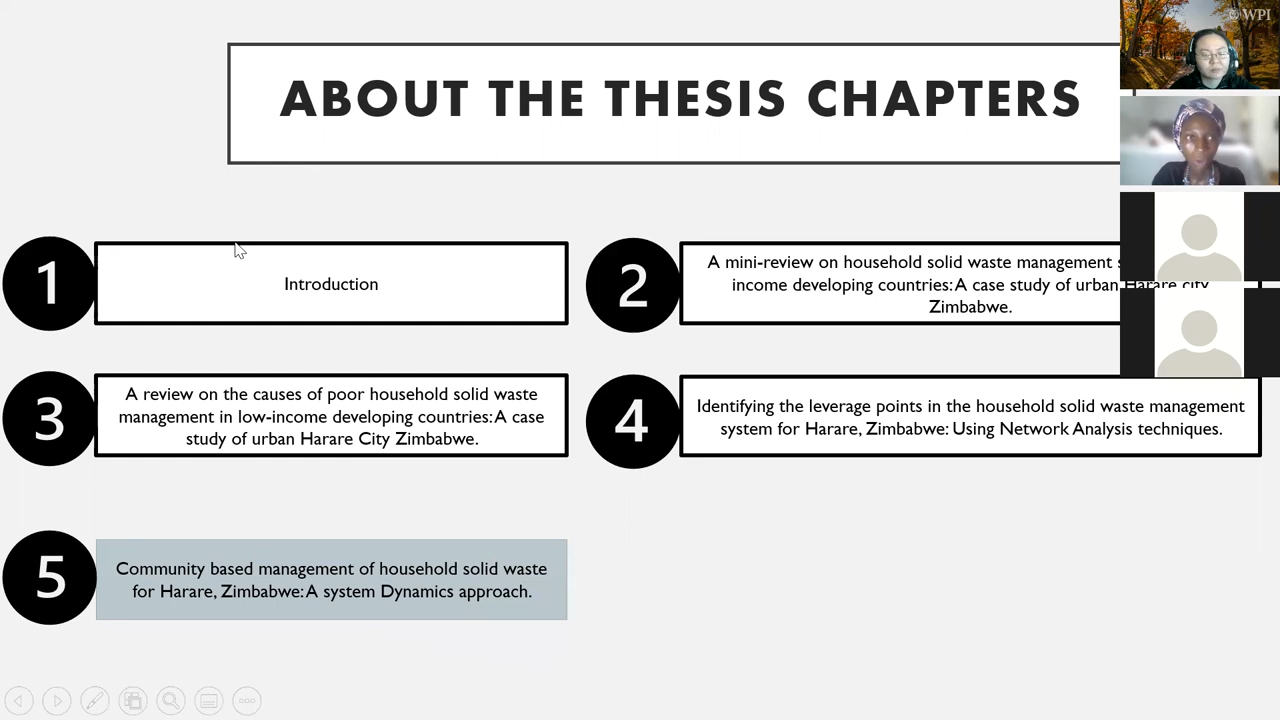 WPI
ABOUT THE THESIS CHAPTERS
1
Introduction
2
A mini-review on household solid waste management
income developing countries: A case study of urban Harare city
Zimbabwe.
3
A review on the causes of poor household solid waste
management in low-income developing countries: A case
study of urban Harare City Zimbabwe.
4
Identifying the leverage points in the household solid waste management
system for Harare, Zimbabwe: Using Network Analysis techniques.
5
Community based management of household solid waste
for Harare, Zimbabwe: A system Dynamics approach.